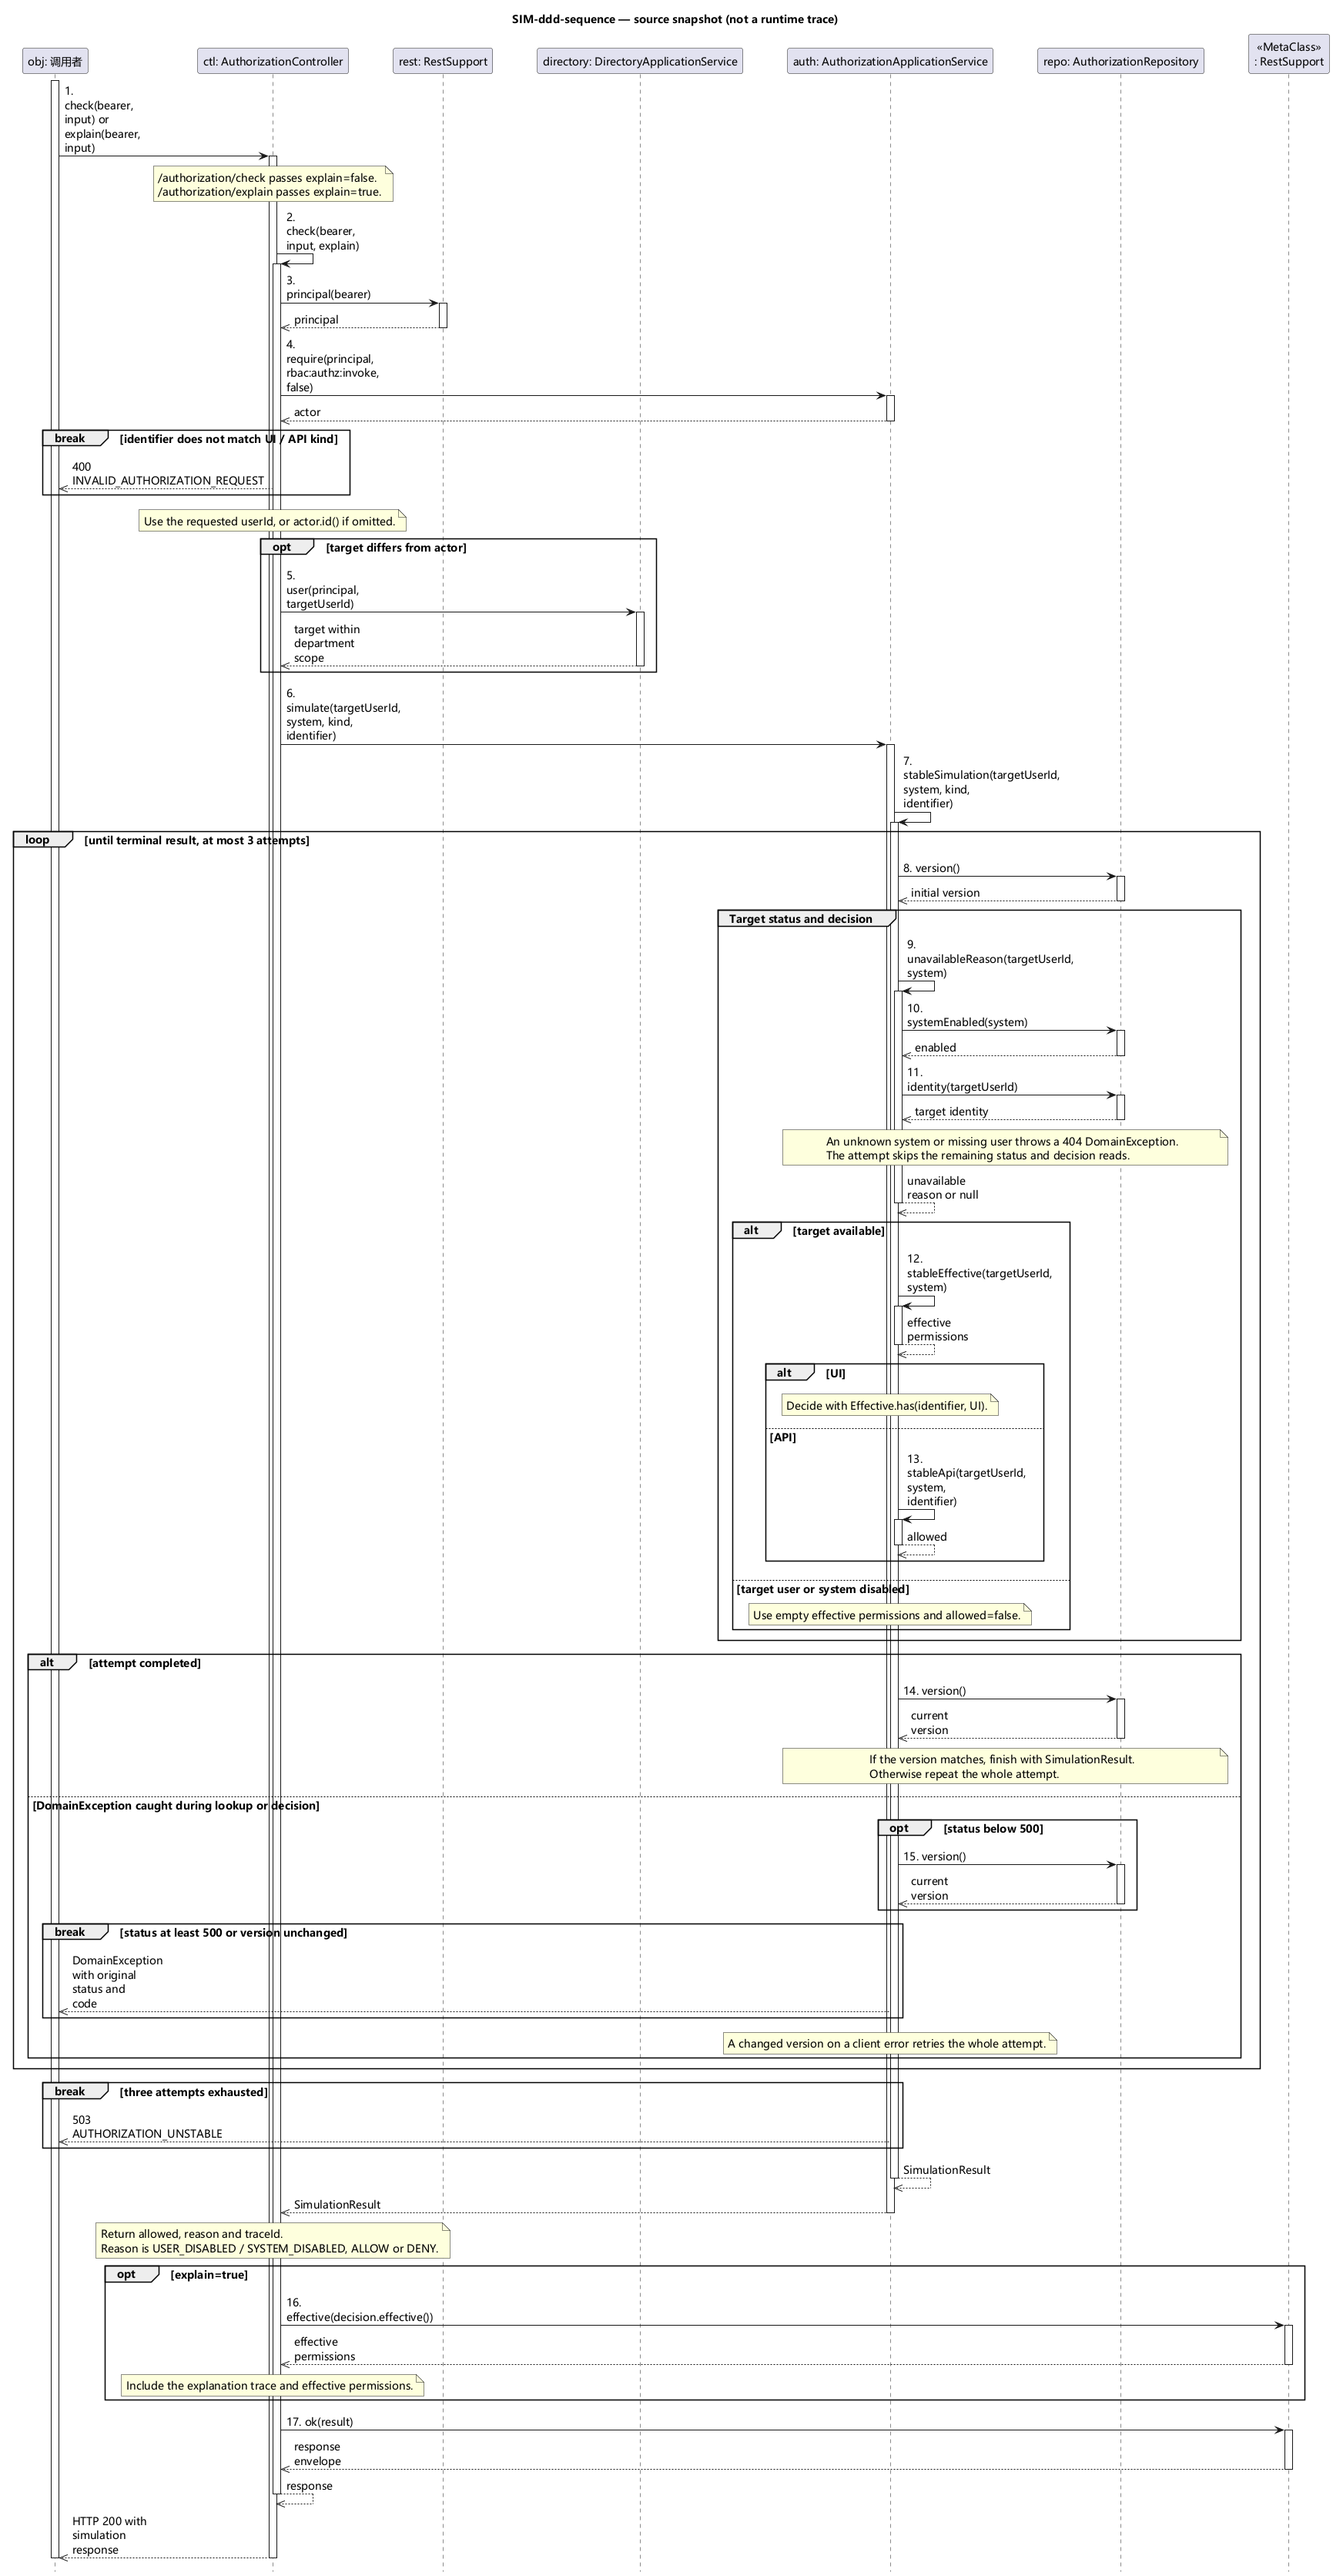 SIM-ddd-sequence — source snapshot (not a runtime trace)
obj: 调用者
ctl: AuthorizationController
rest: RestSupport
directory: DirectoryApplicationService
auth: AuthorizationApplicationService
repo: AuthorizationRepository
«MetaClass»
: RestSupport
1.
check(bearer,
input) or
explain(bearer,
input)
/authorization/check passes explain=false.
/authorization/explain passes explain=true.
2.
check(bearer,
input, explain)
3.
principal(bearer)
principal
4.
require(principal,
rbac:authz:invoke,
false)
actor
break
[identifier does not match UI / API kind]
400
INVALID_AUTHORIZATION_REQUEST
Use the requested userId, or actor.id() if omitted.
opt
[target differs from actor]
5.
user(principal,
targetUserId)
target within
department
scope
6.
simulate(targetUserId,
system, kind,
identifier)
7.
stableSimulation(targetUserId,
system, kind,
identifier)
loop
[until terminal result, at most 3 attempts]
8. version()
initial version
Target status and decision
9.
unavailableReason(targetUserId,
system)
10.
systemEnabled(system)
enabled
11.
identity(targetUserId)
target identity
An unknown system or missing user throws a 404 DomainException.
The attempt skips the remaining status and decision reads.
unavailable
reason or null
alt
[target available]
12.
stableEffective(targetUserId,
system)
effective
permissions
alt
[UI]
Decide with Effective.has(identifier, UI).
[API]
13.
stableApi(targetUserId,
system,
identifier)
allowed
[target user or system disabled]
Use empty effective permissions and allowed=false.
alt
[attempt completed]
14. version()
current
version
If the version matches, finish with SimulationResult.
Otherwise repeat the whole attempt.
[DomainException caught during lookup or decision]
opt
[status below 500]
15. version()
current
version
break
[status at least 500 or version unchanged]
DomainException
with original
status and
code
A changed version on a client error retries the whole attempt.
break
[three attempts exhausted]
503
AUTHORIZATION_UNSTABLE
SimulationResult
SimulationResult
Return allowed, reason and traceId.
Reason is USER_DISABLED / SYSTEM_DISABLED, ALLOW or DENY.
opt
[explain=true]
16.
effective(decision.effective())
effective
permissions
Include the explanation trace and effective permissions.
17. ok(result)
response
envelope
response
HTTP 200 with
simulation
response